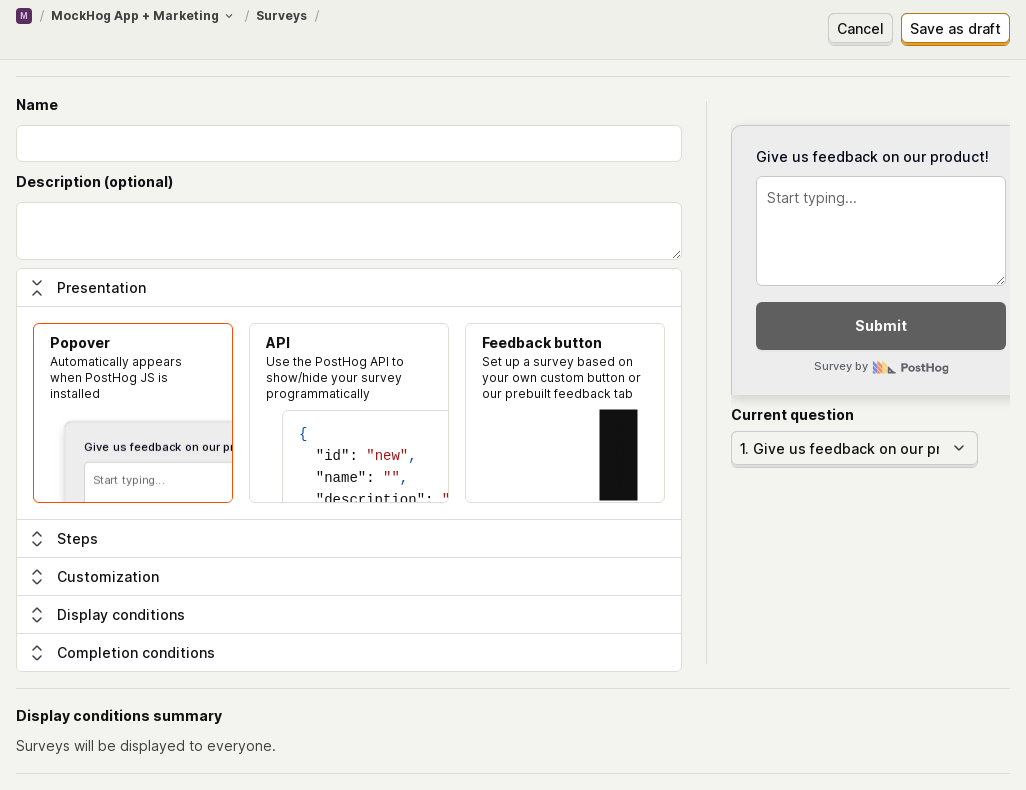 M / MockHog App + Marketing / Surveys /
Cancel
Save as draft
Name
Description (optional)
Presentation
Popover
Automatically appears
when PostHog JS is
installed
Give us feedback on our pr
Start typing...
API
Use the PostHog API to
show/hide your survey
programmatically
{
"id": "new",
"name": "",
"description": "
Feedback button
Set up a survey based on
your own custom button or
our prebuilt feedback tab
Steps
Customization
Display conditions
Completion conditions
Give us feedback on our product!
Start typing...
Submit
Survey by PostHog
Current question
1. Give us feedback on our pr
Display conditions summary
Surveys will be displayed to everyone.